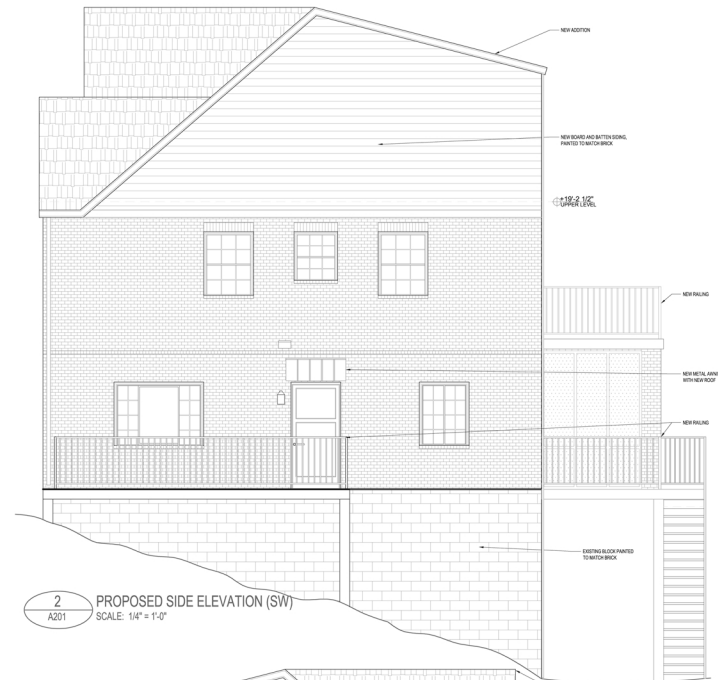 NEW ADDITION
NEW BOARD AND BATTEN SIDING,
PAINTED TO MATCH BRICK
+19'-2 1/2"
UPPER LEVEL
NEW RAILING
NEW METAL AWNI
WITH NEW ROOF
NEW RAILING
EXISTING BLOCK PAINTED
TO MATCH BRICK
2
A201
PROPOSED SIDE ELEVATION (SW)
SCALE: 1/4" = 1'-0"